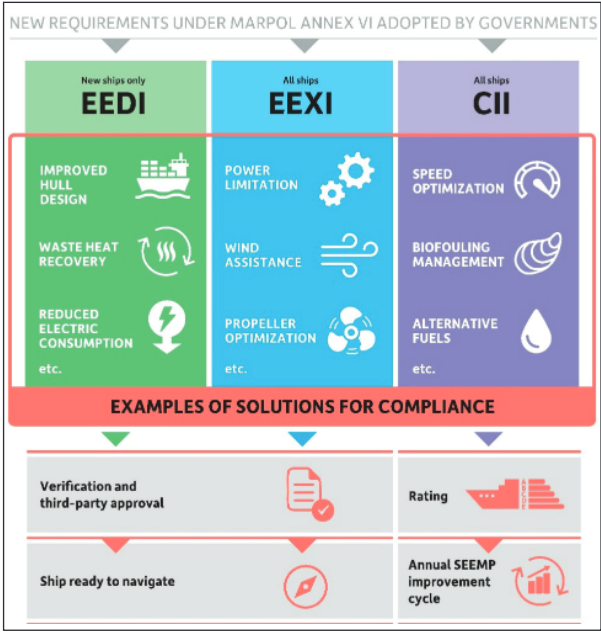 NEW REQUIREMENTS UNDER MARPOL ANNEX VI ADOPTED BY GOVERNMENTS
New ships only
EEDI
All ships
EEXI
All ships
CII
IMPROVED
HULL
DESIGN
POWER
LIMITATION
SPEED
OPTIMIZATION
WASTE HEAT
RECOVERY
WIND
ASSISTANCE
BIOFOULING
MANAGEMENT
REDUCED
ELECTRIC
CONSUMPTION
PROPELLER
OPTIMIZATION
ALTERNATIVE
FUELS
etc.
etc.
etc.
EXAMPLES OF SOLUTIONS FOR COMPLIANCE
Verification and
third-party approval
Rating
A
B
C
D
E
Ship ready to navigate
Annual SEEMP
improvement
cycle